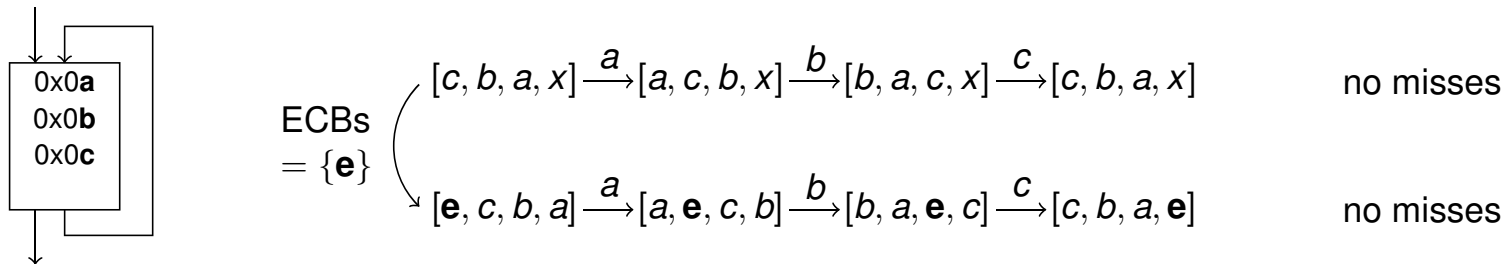 0x0a
0x0b
0x0c
ECBs
= {e}
[c, b, a, x] a [a, c, b, x] b [b, a, c, x] c [c, b, a, x] no misses
[e, c, b, a] a [a, e, c, b] b [b, a, e, c] c [c, b, a, e] no misses